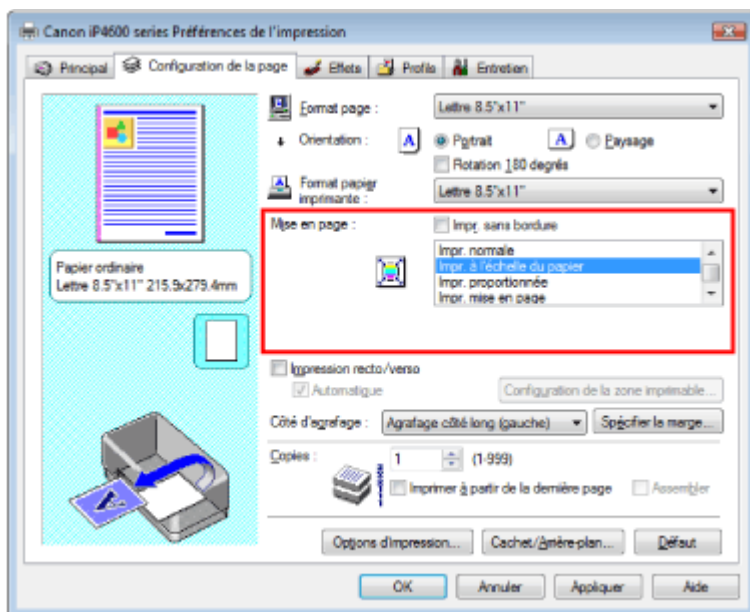 Canon iP4600 series Préférences de l'impression
Principal Configuration de la page Effets Profils Entretien
Format page : Lettre 8.5"x11"
Orientation : A Portrait A Paysage
Rotation 180 degrés
Format papier imprimante : Lettre 8.5"x11"
Mise en page : Impr. sans bordure
Impr. normale
Impr. à l'échelle du papier
Impr. proportionnée
Impr. mise en page
Papier ordinaire
Lettre 8.5"x11" 215.9x279.4mm
Impression recto/verso
Automatique Configuration de la zone imprimable...
Côté d'agrafage : Agrafage côté long (gauche) Spécifier la marge...
Copies : 1 (1-999)
Imprimer à partir de la dernière page Assembler
Options d'impression... Cachet/Arrière-plan... Défaut
OK Annuler Appliquer Aide